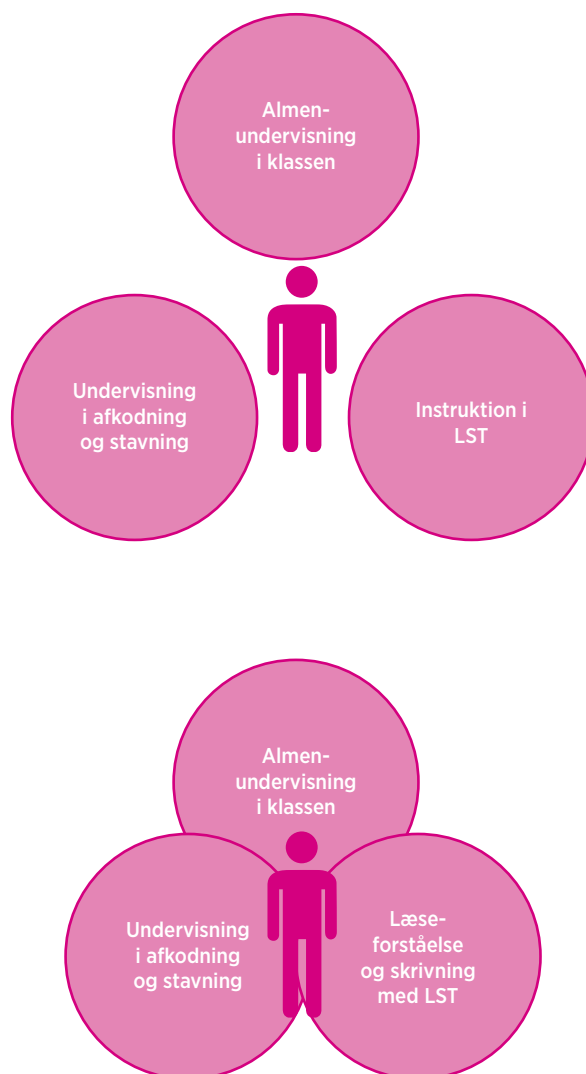 Almen-
undervisning
i klassen
Undervisning
i afkodning
og stavning
Instruktion i
LST
Almen-
undervisning
i klassen
Undervisning
i afkodning
og stavning
Læse-
forståelse
og skrivning
med LST